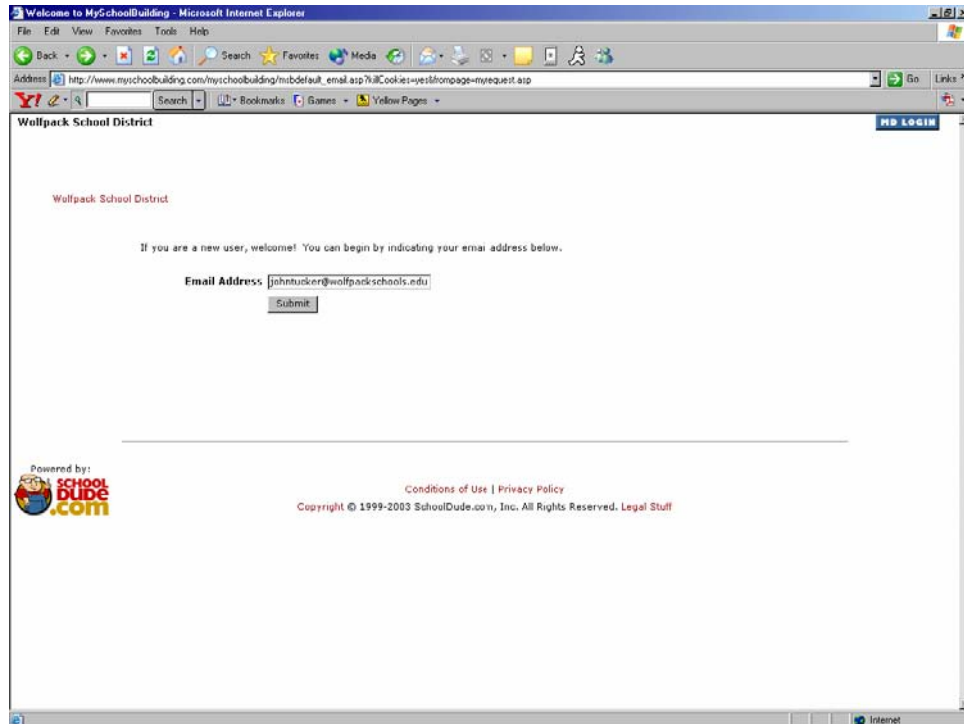 Welcome to MySchoolBuilding - Microsoft Internet Explorer
File Edit View Favorites Tools Help
Back Search Favorites Media
Address http://www.myschoolbuilding.com/myschoolbuilding/msbdefault_email.asp?killCookies=yes&frompage=myrequest.asp Go Links
Y! Search Bookmarks Games Yellow Pages
Wolfpack School District MD LOGIN
Wolfpack School District
If you are a new user, welcome! You can begin by indicating your email address below.
Email Address johntucker@wolfpackschools.edu
Submit
Powered by:
SCHOOL
DUDE
.com
Conditions of Use | Privacy Policy
Copyright © 1999-2003 SchoolDude.com, Inc. All Rights Reserved. Legal Stuff
Internet